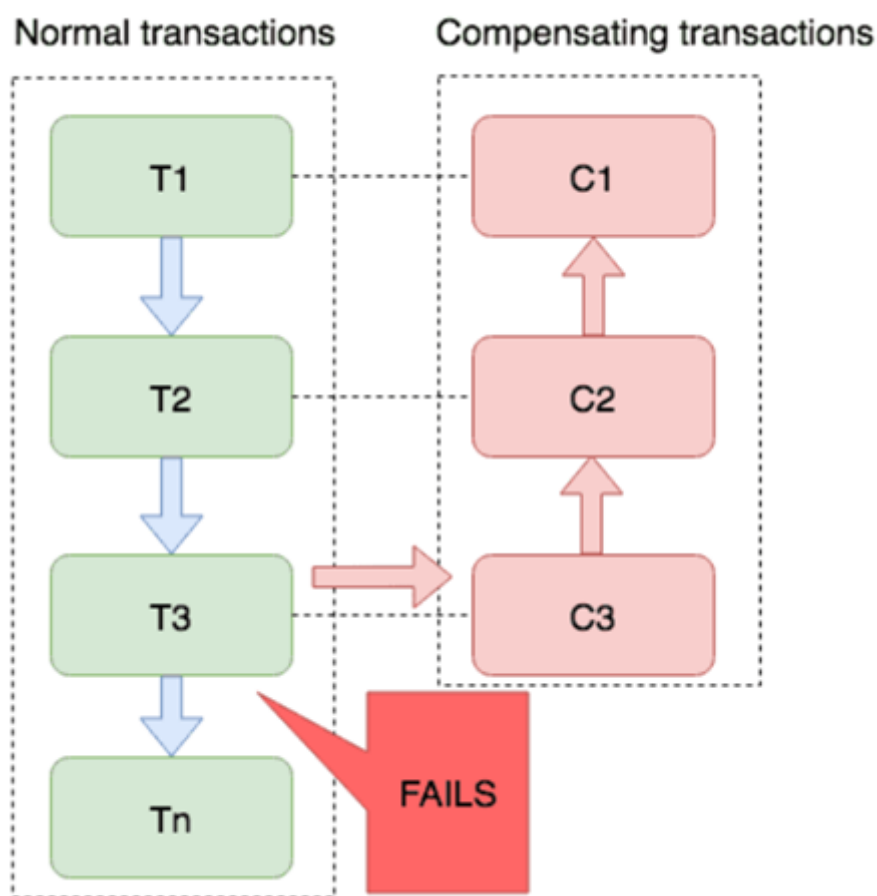 Normal transactions
Compensating transactions
T1
C1
T2
C2
T3
C3
FAILS
Tn